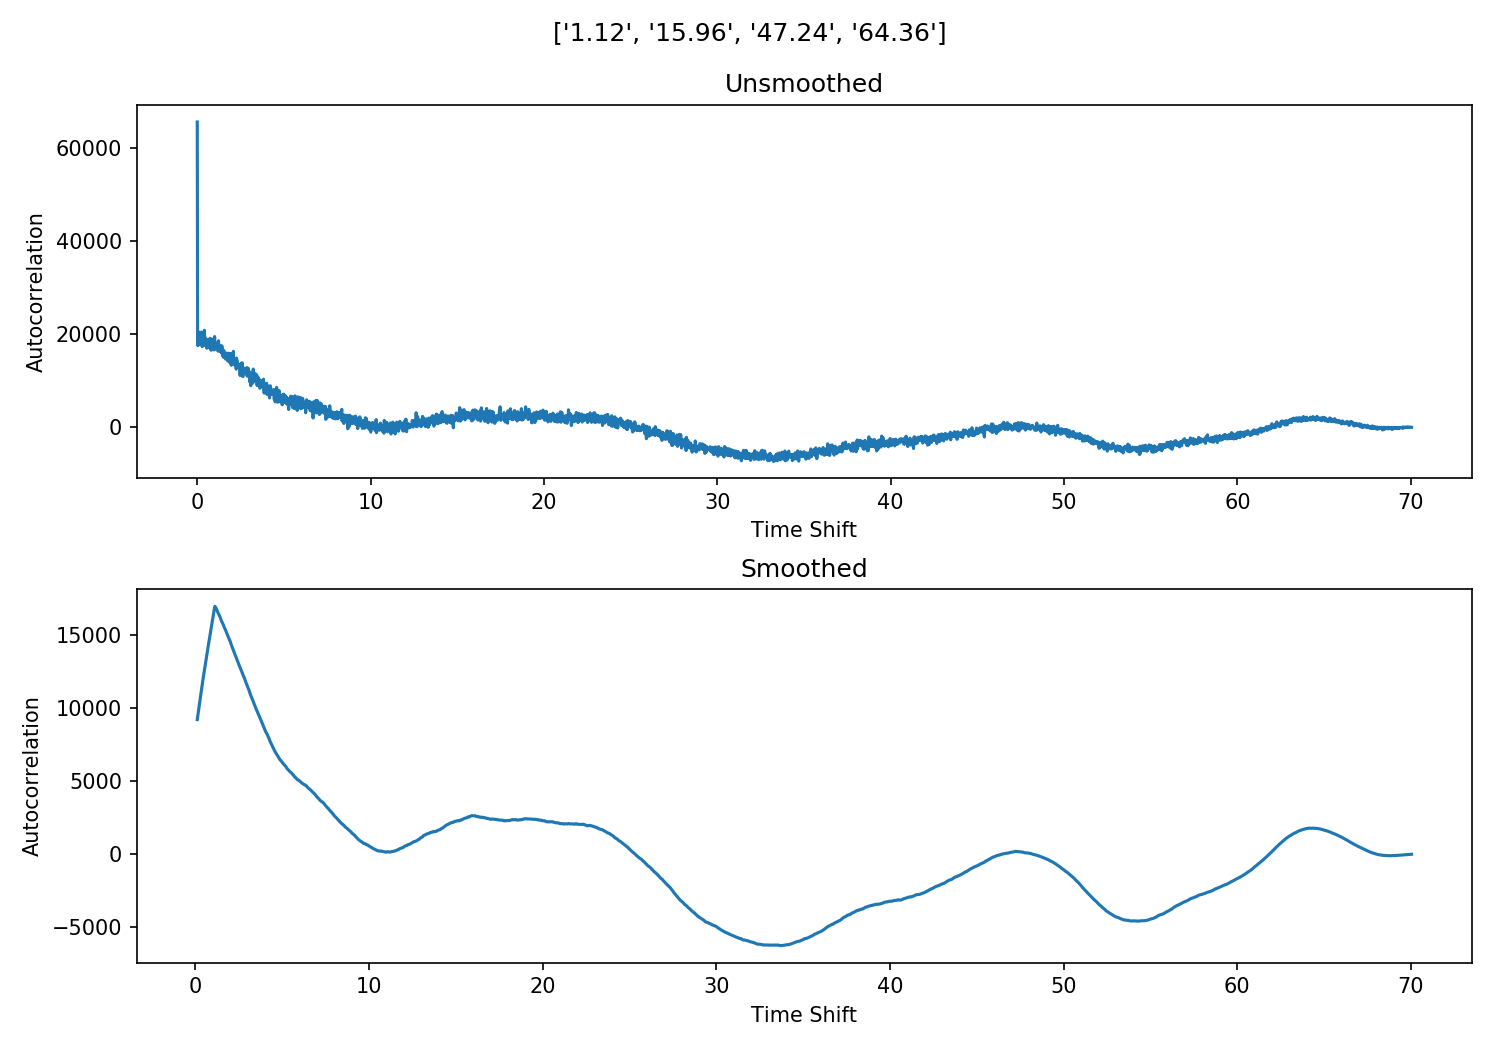 ['1.12', '15.96', '47.24', '64.36']
Unsmoothed
60000
40000
20000
0
Autocorrelation
0 10 20 30 40 50 60 70
Time Shift
Smoothed
15000
10000
5000
0
−5000
Autocorrelation
0 10 20 30 40 50 60 70
Time Shift